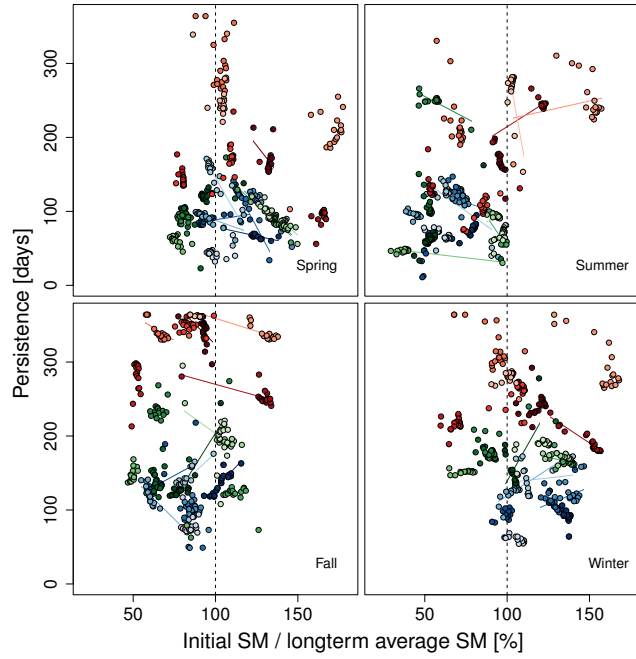 0 100 200 300
Spring
Summer
Persistence [days]
0 100 200 300
Fall
Winter
50 100 150
50 100 150
Initial SM / longterm average SM [%]